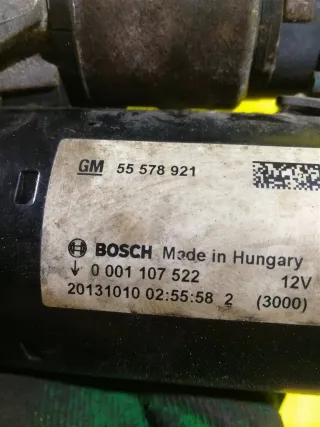 GM 55 578 921
BOSCH Made in Hungary
0 001 107 522 12V
20131010 02:55:58 2 (3000)